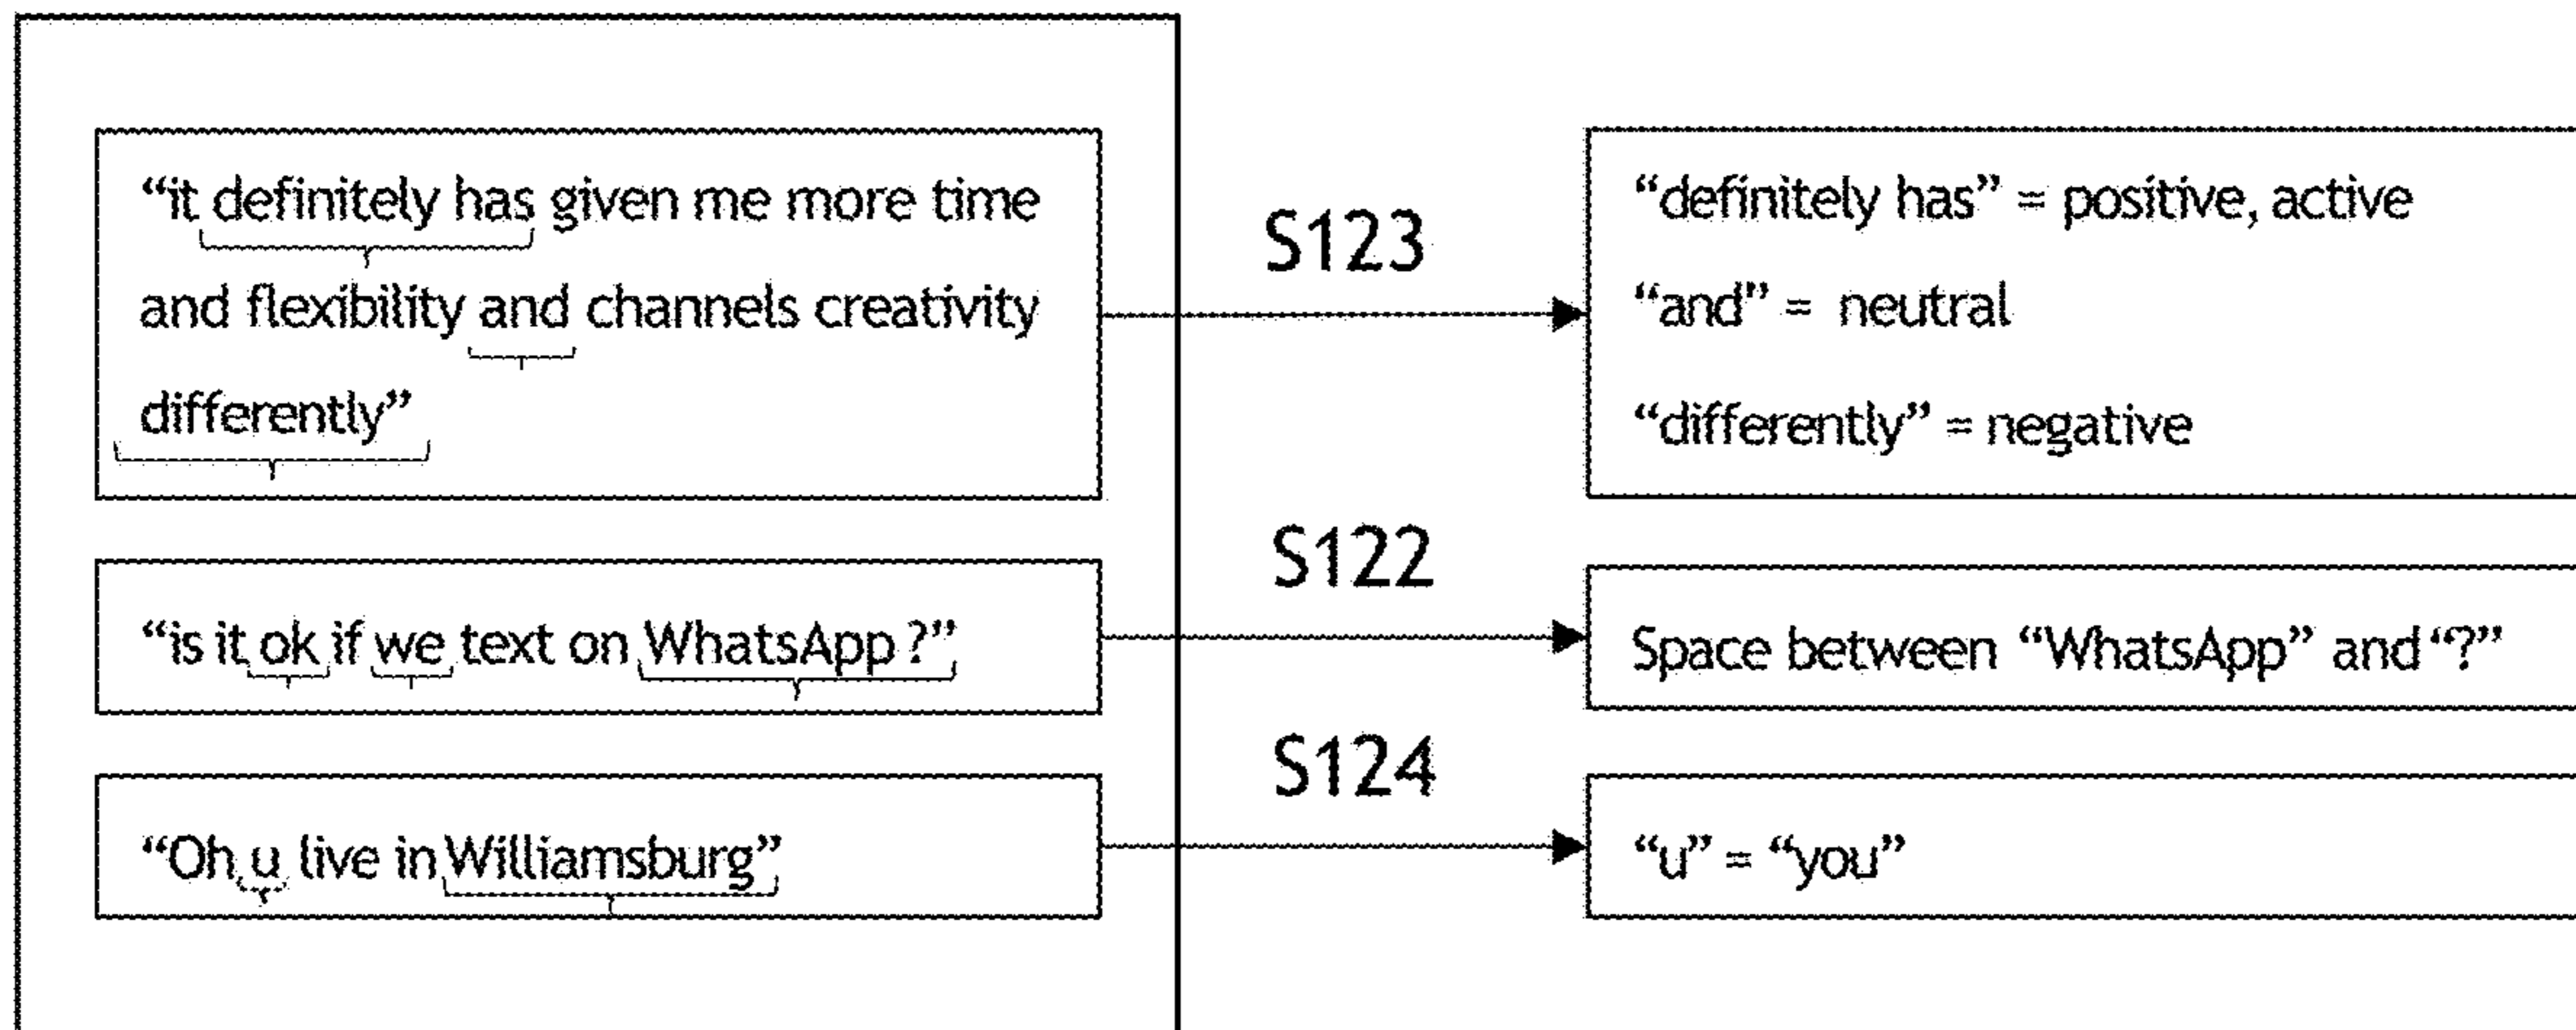 “it definitely has given me more time
and flexibility and channels creativity
differently”
S123
“definitely has” = positive, active
“and” = neutral
“differently” = negative
“is it ok if we text on WhatsApp ?”
S122
Space between “WhatsApp” and “?”
“Oh u live in Williamsburg”
S124
“u” = “you”